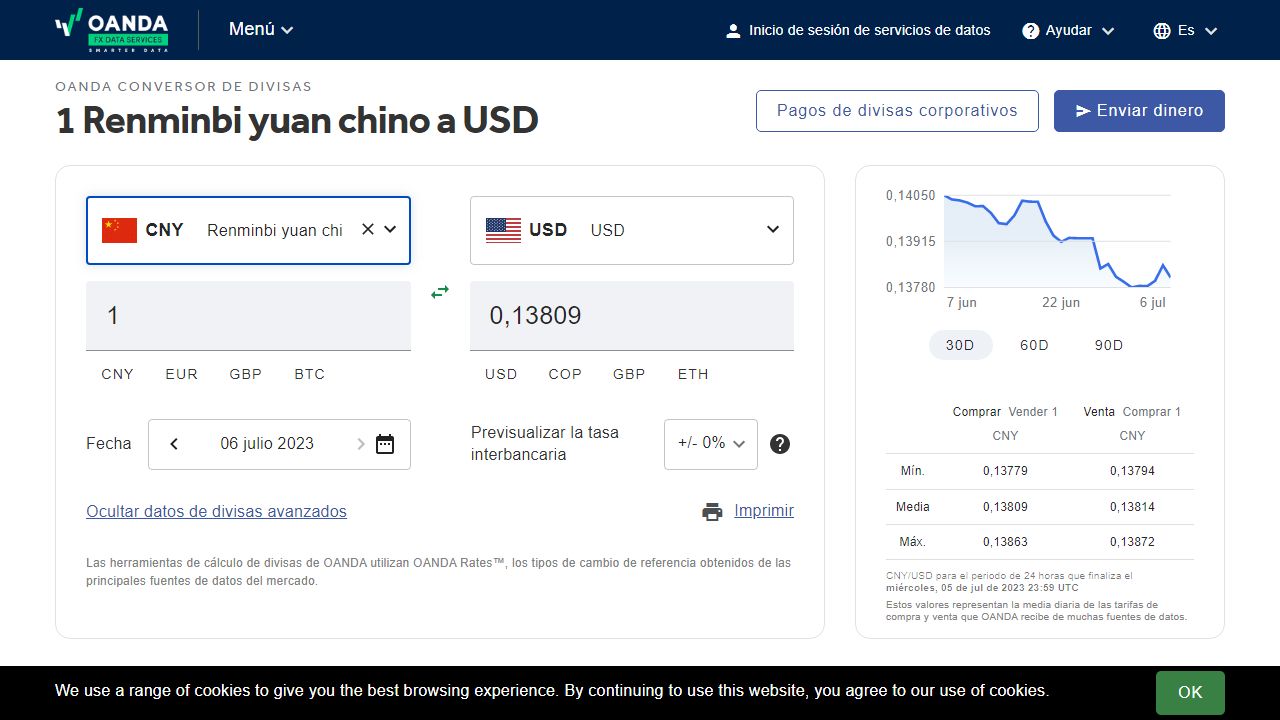 OANDA
FX DATA SERVICES
SMARTER DATA
Menú
Inicio de sesión de servicios de datos
Ayudar
Es
OANDA CONVERSOR DE DIVISAS
1 Renminbi yuan chino a USD
Pagos de divisas corporativos
Enviar dinero
CNY Renminbi yuan chi
USD USD
1
0,13809
CNY EUR GBP BTC
USD COP GBP ETH
Fecha
06 julio 2023
Previsualizar la tasa
interbancaria
+/- 0%
Ocultar datos de divisas avanzados
Imprimir
Las herramientas de cálculo de divisas de OANDA utilizan OANDA Rates™, los tipos de cambio de referencia obtenidos de las
principales fuentes de datos del mercado.
0,14050
0,13915
0,13780
7 jun 22 jun 6 jul
30D 60D 90D
Comprar Vender 1 Venta Comprar 1
CNY CNY
Mín. 0,13779 0,13794
Media 0,13809 0,13814
Máx. 0,13863 0,13872
CNY/USD para el periodo de 24 horas que finaliza el
miércoles, 05 de jul de 2023 23:59 UTC
Estos valores representan la media diaria de las tarifas de
compra y venta que OANDA recibe de muchas fuentes de datos.
We use a range of cookies to give you the best browsing experience. By continuing to use this website, you agree to our use of cookies.
OK